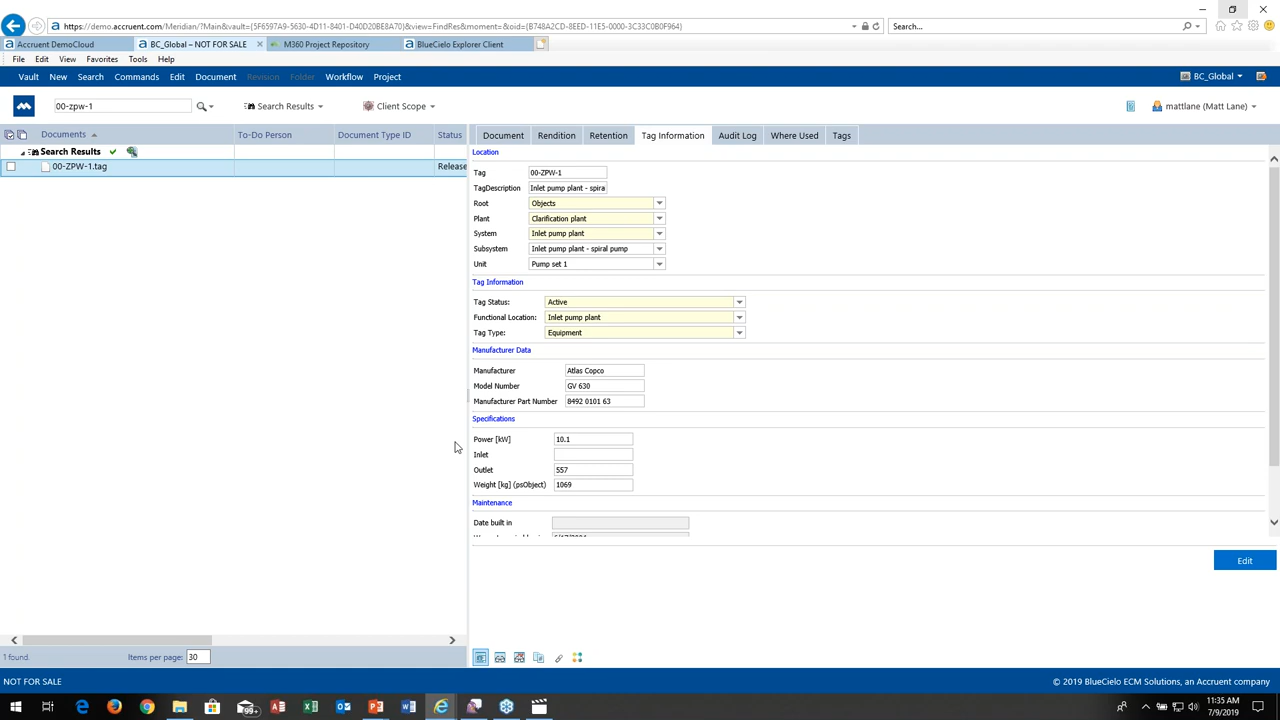 https://demo.accruent.com/Meridian/?Main&vault={5F6597A9-5630-4D11-8401-D40D20BE8A70}&view=FindRes&moment=&oid={B748A2CD-8EED-11E5-0000-3C33C0B0F964}
Search...
Accruent DemoCloud
BC_Global – NOT FOR SALE
M360 Project Repository
BlueCielo Explorer Client
File Edit View Favorites Tools Help
Vault New Search Commands Edit Document Revision Folder Workflow Project
BC_Global
00-zpw-1
Search Results
Client Scope
mattlane (Matt Lane)
Documents To-Do Person Document Type ID Status
Document Rendition Retention Tag Information Audit Log Where Used Tags
Search Results
00-ZPW-1.tag Release
Location
Tag 00-ZPW-1
TagDescription Inlet pump plant - spira
Root Objects
Plant Clarification plant
System Inlet pump plant
Subsystem Inlet pump plant - spiral pump
Unit Pump set 1
Tag Information
Tag Status: Active
Functional Location: Inlet pump plant
Tag Type: Equipment
Manufacturer Data
Manufacturer Atlas Copco
Model Number GV 630
Manufacturer Part Number 8492 0101 63
Specifications
Power [kW] 10.1
Inlet
Outlet 557
Weight [kg] (psObject) 1069
Maintenance
Date built in
Edit
1 found.
Items per page: 30
NOT FOR SALE
© 2019 BlueCielo ECM Solutions, an Accruent company
99+
11:35 AM
7/9/2019